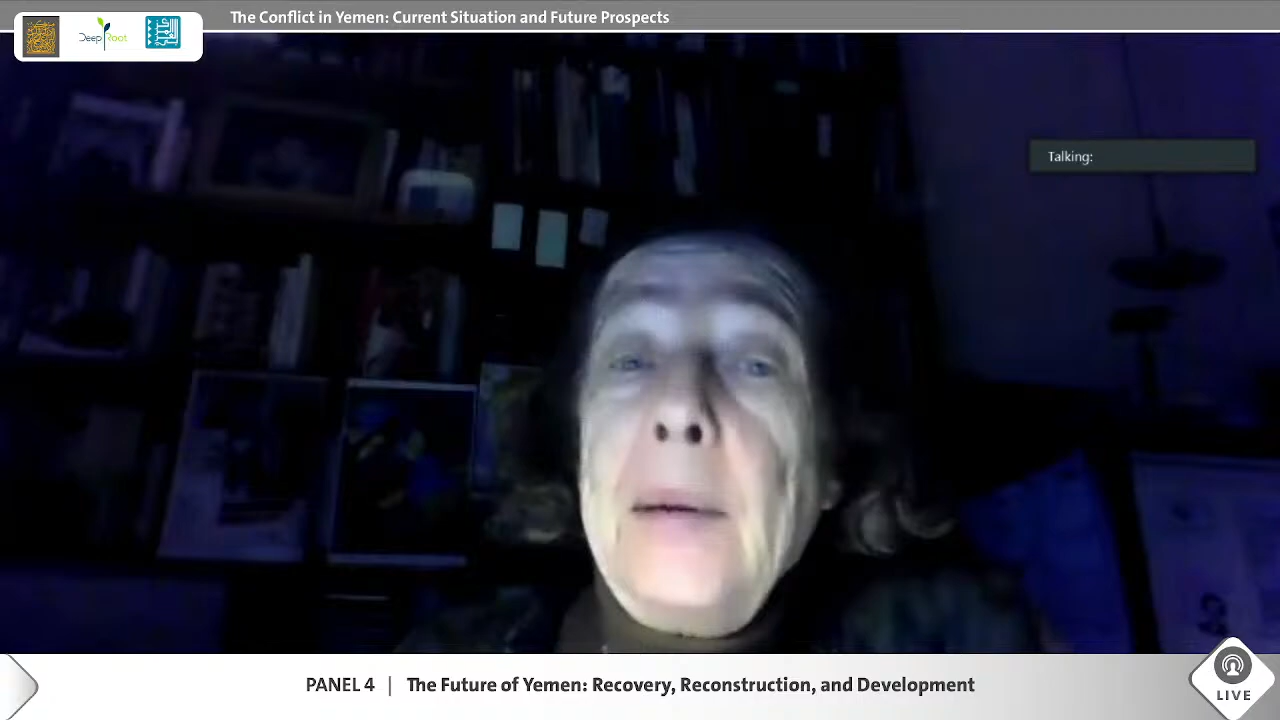 The Conflict in Yemen: Current Situation and Future Prospects
Deep Root
Talking:
PANEL 4 | The Future of Yemen: Recovery, Reconstruction, and Development
LIVE